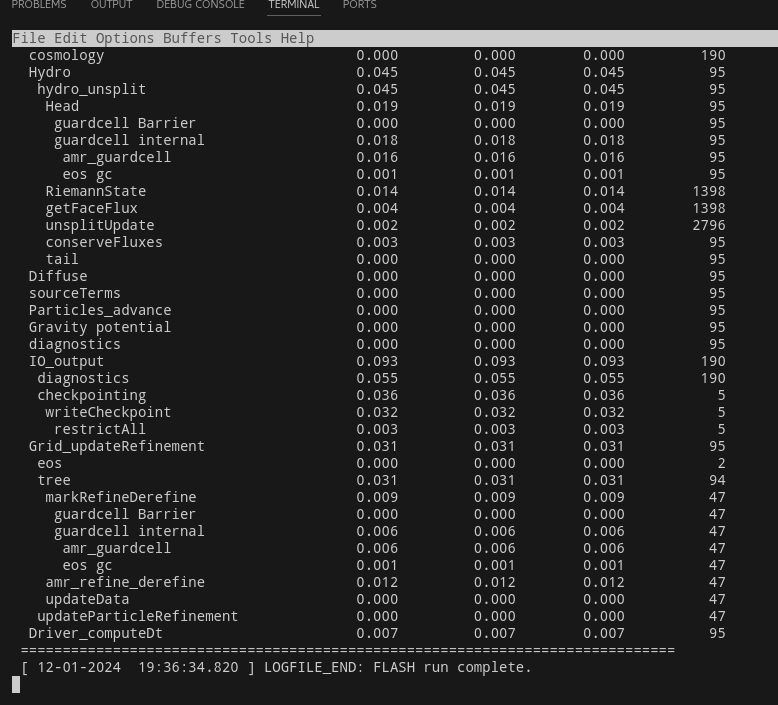 PROBLEMS OUTPUT DEBUG CONSOLE TERMINAL PORTS
File Edit Options Buffers Tools Help
cosmology 0.000 0.000 0.000 190
Hydro 0.045 0.045 0.045 95
hydro_unsplit 0.045 0.045 0.045 95
Head 0.019 0.019 0.019 95
guardcell Barrier 0.000 0.000 0.000 95
guardcell internal 0.018 0.018 0.018 95
amr_guardcell 0.016 0.016 0.016 95
eos gc 0.001 0.001 0.001 95
RiemannState 0.014 0.014 0.014 1398
getFaceFlux 0.004 0.004 0.004 1398
unsplitUpdate 0.002 0.002 0.002 2796
conserveFluxes 0.003 0.003 0.003 95
tail 0.000 0.000 0.000 95
Diffuse 0.000 0.000 0.000 95
sourceTerms 0.000 0.000 0.000 95
Particles_advance 0.000 0.000 0.000 95
Gravity potential 0.000 0.000 0.000 95
diagnostics 0.000 0.000 0.000 95
IO_output 0.093 0.093 0.093 190
diagnostics 0.055 0.055 0.055 190
checkpointing 0.036 0.036 0.036 5
writeCheckpoint 0.032 0.032 0.032 5
restrictAll 0.003 0.003 0.003 5
Grid_updateRefinement 0.031 0.031 0.031 95
eos 0.000 0.000 0.000 2
tree 0.031 0.031 0.031 94
markRefineDerefine 0.009 0.009 0.009 47
guardcell Barrier 0.000 0.000 0.000 47
guardcell internal 0.006 0.006 0.006 47
amr_guardcell 0.006 0.006 0.006 47
eos gc 0.001 0.001 0.001 47
amr_refine_derefine 0.012 0.012 0.012 47
updateData 0.000 0.000 0.000 47
updateParticleRefinement 0.000 0.000 0.000 47
Driver_computeDt 0.007 0.007 0.007 95
==============================================================================
[ 12-01-2024  19:36:34.820 ] LOGFILE_END: FLASH run complete.